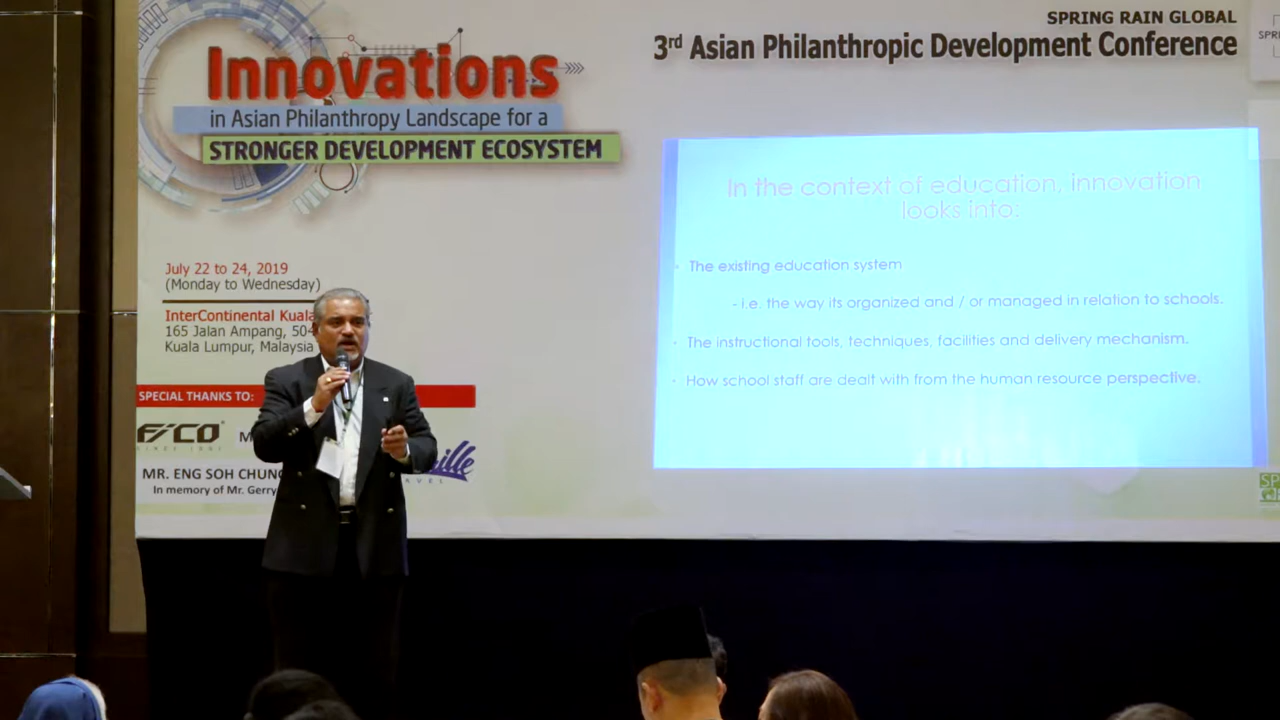 Innovations
in Asian Philanthropy Landscape for a
STRONGER DEVELOPMENT ECOSYSTEM
SPRING RAIN GLOBAL
3rd Asian Philanthropic Development Conference
July 22 to 24, 2019
(Monday to Wednesday)
InterContinental Kuala
165 Jalan Ampang, 504
Kuala Lumpur, Malaysia
SPECIAL THANKS TO:
MR. ENG SOH CHUNG
In memory of Mr. Gerry
In the context of education, innovation
looks into:
The existing education system
- i.e. the way its organized and / or managed in relation to schools.
The instructional tools, techniques, facilities and delivery mechanism.
How school staff are dealt with from the human resource perspective.